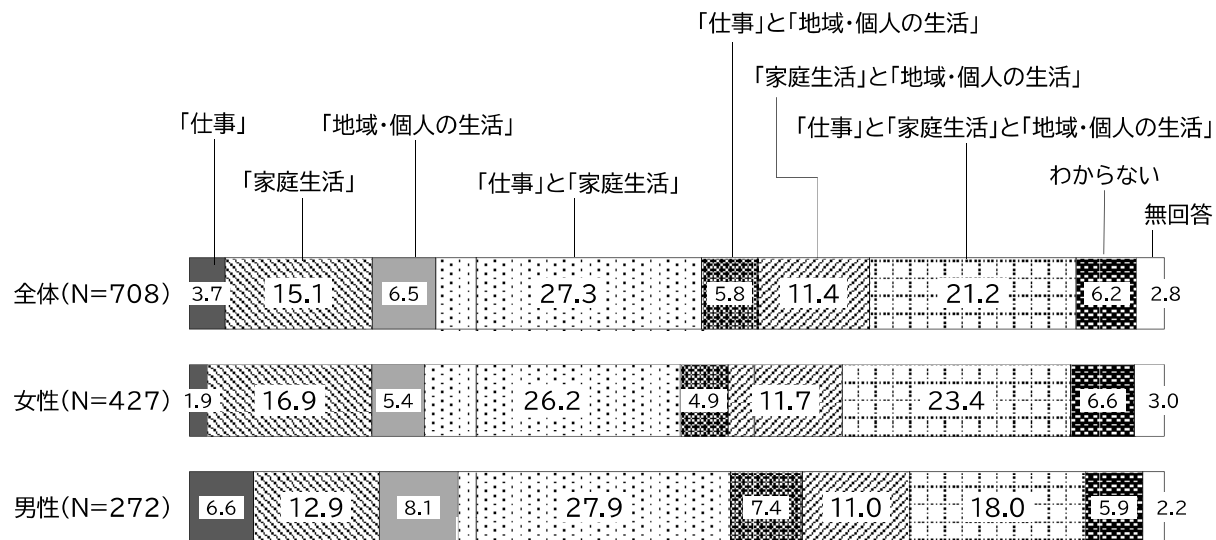 「仕事」と「地域・個人の生活」
「家庭生活」と「地域・個人の生活」
「仕事」
「地域・個人の生活」
「仕事」と「家庭生活」と「地域・個人の生活」
「家庭生活」
「仕事」と「家庭生活」
わからない
無回答
全体(N=708) 3.7 15.1 6.5 27.3 5.8 11.4 21.2 6.2 2.8
女性(N=427) 1.9 16.9 5.4 26.2 4.9 11.7 23.4 6.6 3.0
男性(N=272) 6.6 12.9 8.1 27.9 7.4 11.0 18.0 5.9 2.2